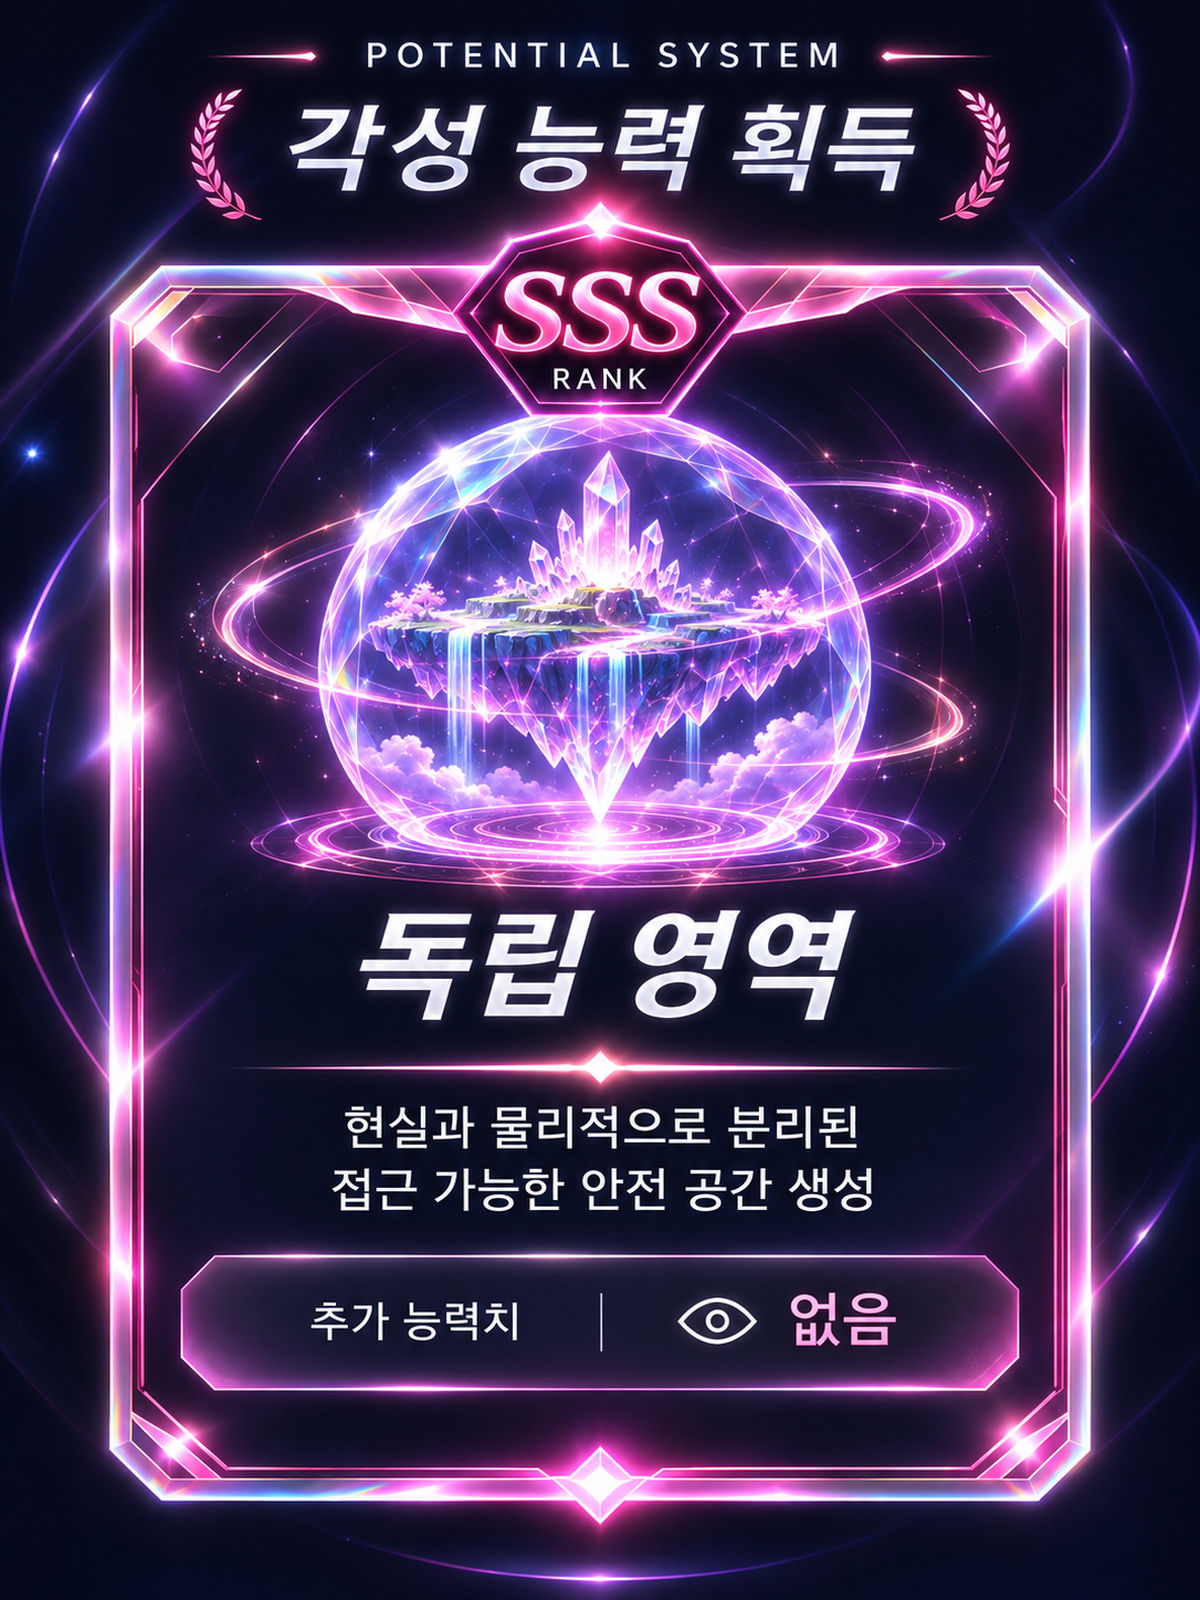 POTENTIAL SYSTEM
각성 능력 획득
SSS
RANK
독립 영역
현실과 물리적으로 분리된
접근 가능한 안전 공간 생성
추가 능력치
없음